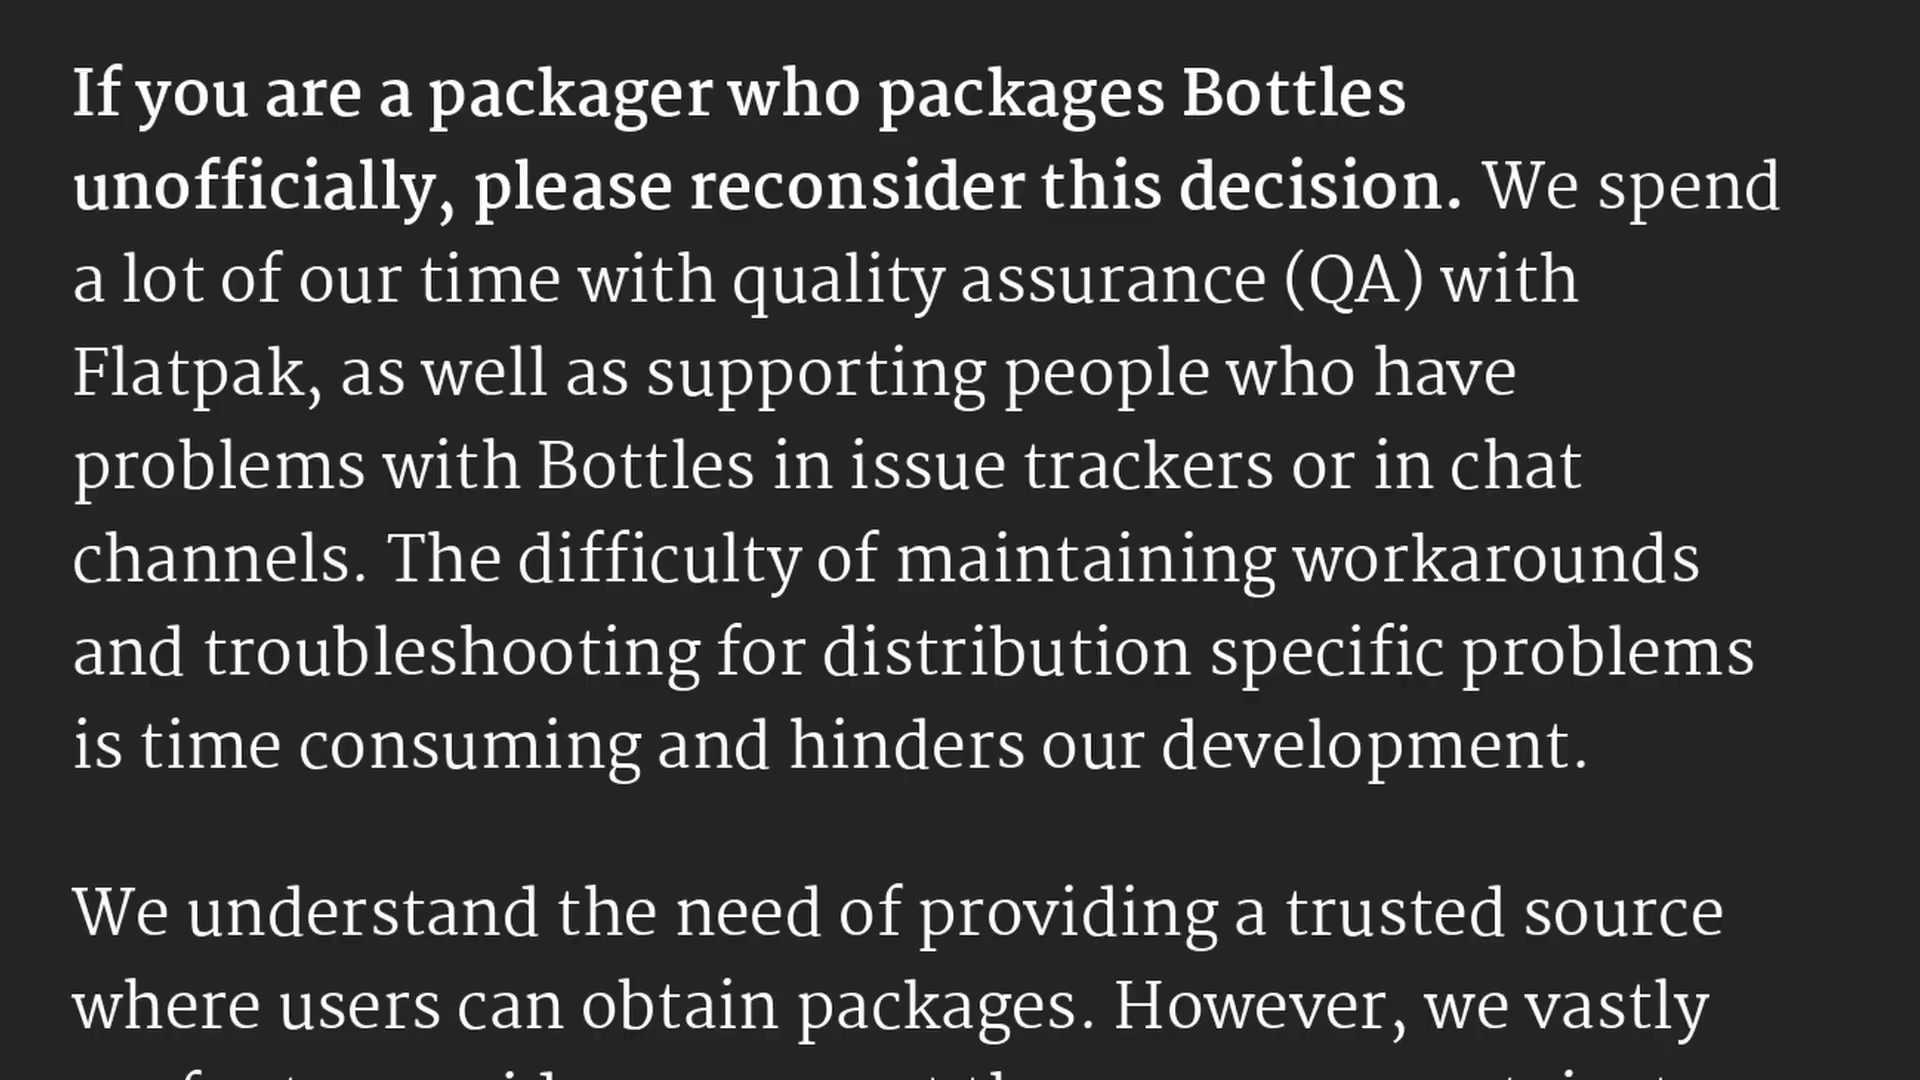 If you are a packager who packages Bottles
unofficially, please reconsider this decision. We spend
a lot of our time with quality assurance (QA) with
Flatpak, as well as supporting people who have
problems with Bottles in issue trackers or in chat
channels. The difficulty of maintaining workarounds
and troubleshooting for distribution specific problems
is time consuming and hinders our development.
We understand the need of providing a trusted source
where users can obtain packages. However, we vastly